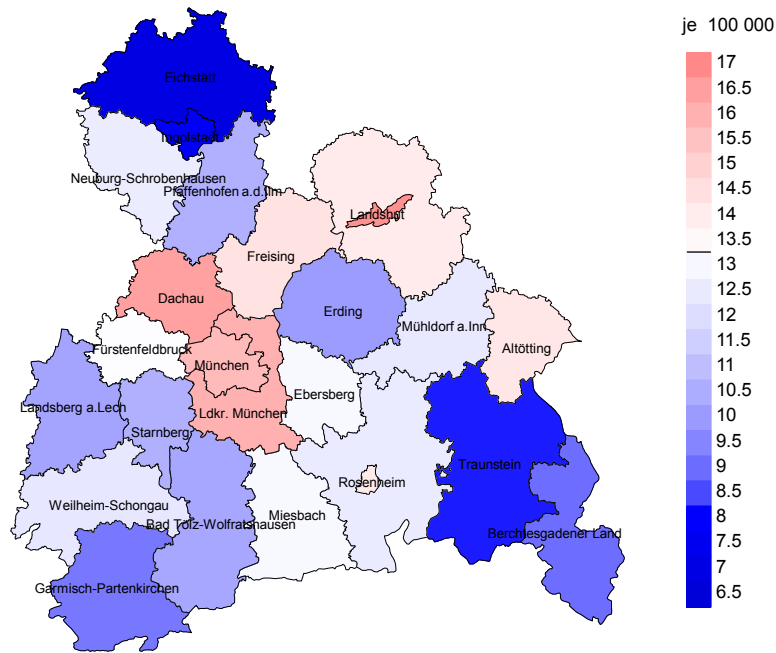 je 100 000
Eichstätt
Ingolstadt
Neuburg-Schrobenhausen
Pfaffenhofen a.d.Ilm
Landshut
Freising
Dachau
Erding
Mühldorf a.Inn
Altötting
Fürstenfeldbruck
München
Ebersberg
Landsberg a.Lech
Ldkr. München
Starnberg
Traunstein
Rosenheim
Weilheim-Schongau
Miesbach
Bad Tölz-Wolfratshausen
Berchtesgadener Land
Garmisch-Partenkirchen
17
16.5
16
15.5
15
14.5
14
13.5
13
12.5
12
11.5
11
10.5
10
9.5
9
8.5
8
7.5
7
6.5